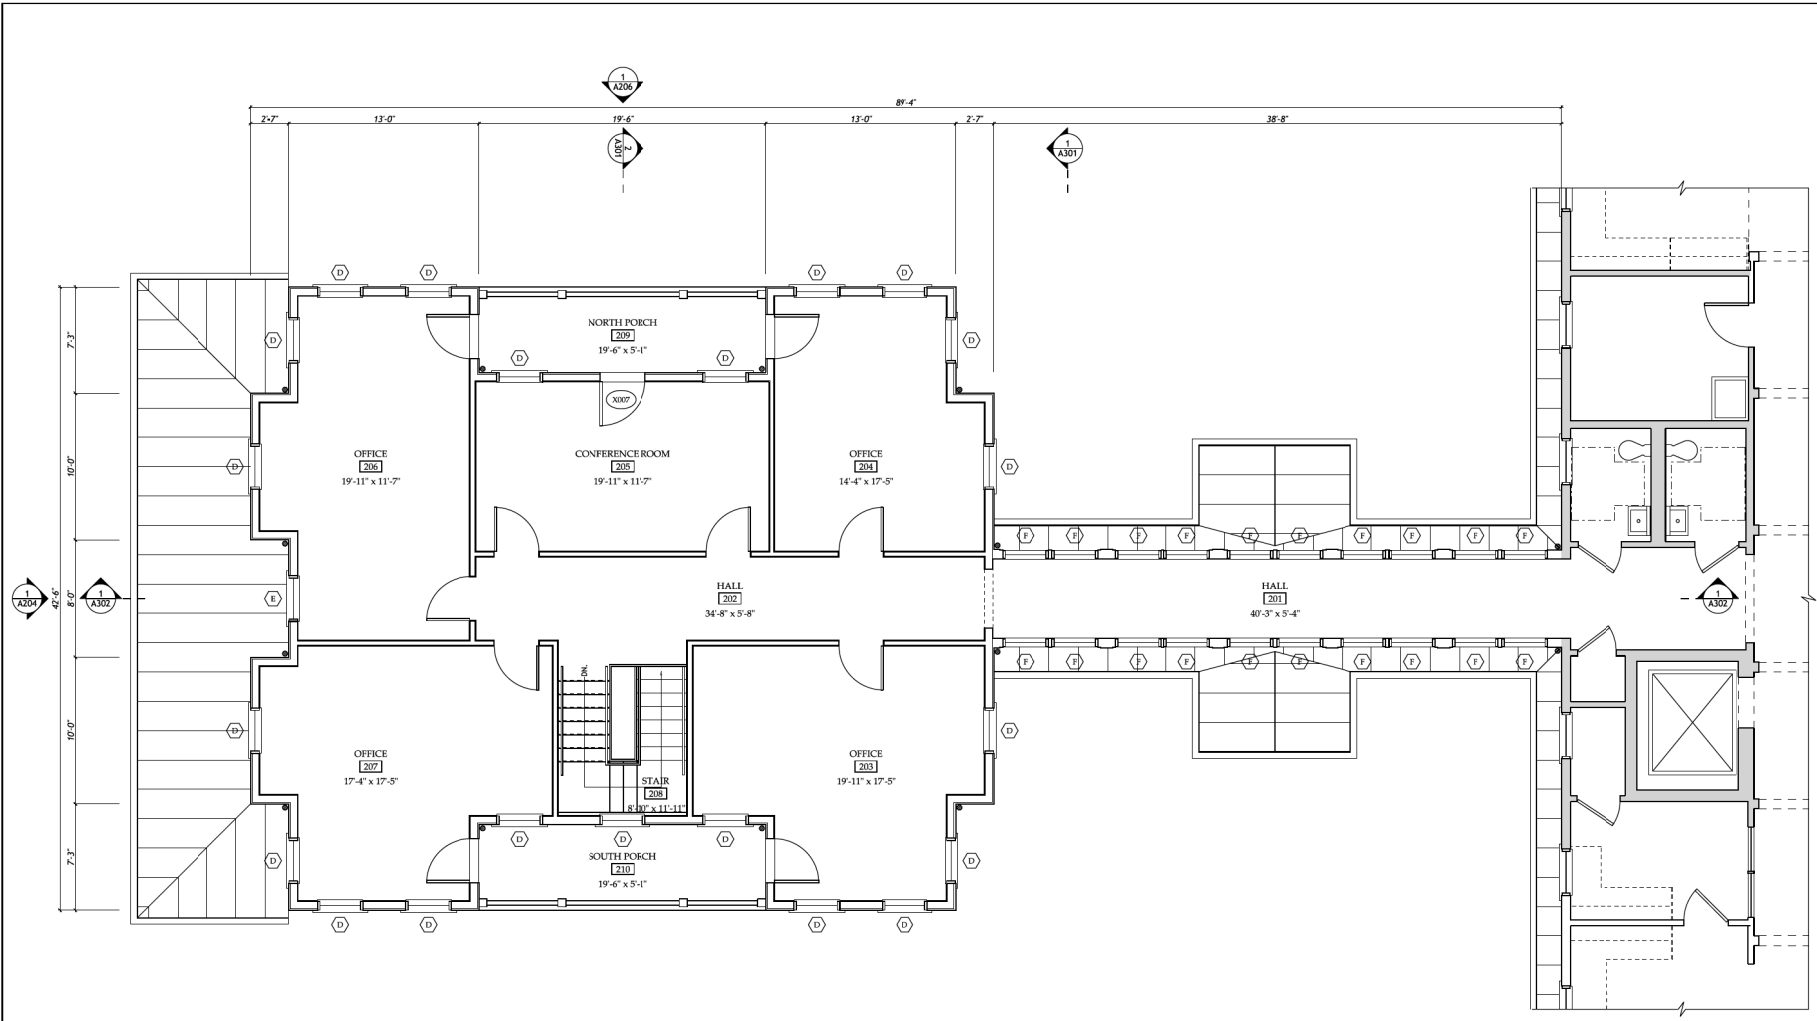 1
A206
89'-4"
2'-7"
13'-0"
19'-6"
13'-0"
2'-7"
38'-8"
2
A301
1
A301
D
D
D
D
7'-3"
D
NORTH PORCH
209
19'-6" x 5'-1"
D
D
D
X007
10'-0"
D
OFFICE
206
19'-11" x 11'-7"
CONFERENCE ROOM
205
19'-11" x 11'-7"
OFFICE
204
14'-4" x 17'-5"
D
F
F
F
F
F
F
F
F
F
F
1
A204
42'-6"
8'-0"
1
A302
E
HALL
202
34'-8" x 5'-8"
HALL
201
40'-3" x 5'-4"
1
A302
F
F
F
F
F
F
F
F
F
F
DN.
10'-0"
D
OFFICE
207
17'-4" x 17'-5"
STAIR
208
8'-10" x 11'-11"
OFFICE
203
19'-11" x 17'-5"
D
7'-3"
D
D
D
D
SOUTH PORCH
210
19'-6" x 5'-1"
D
D
D
D
D